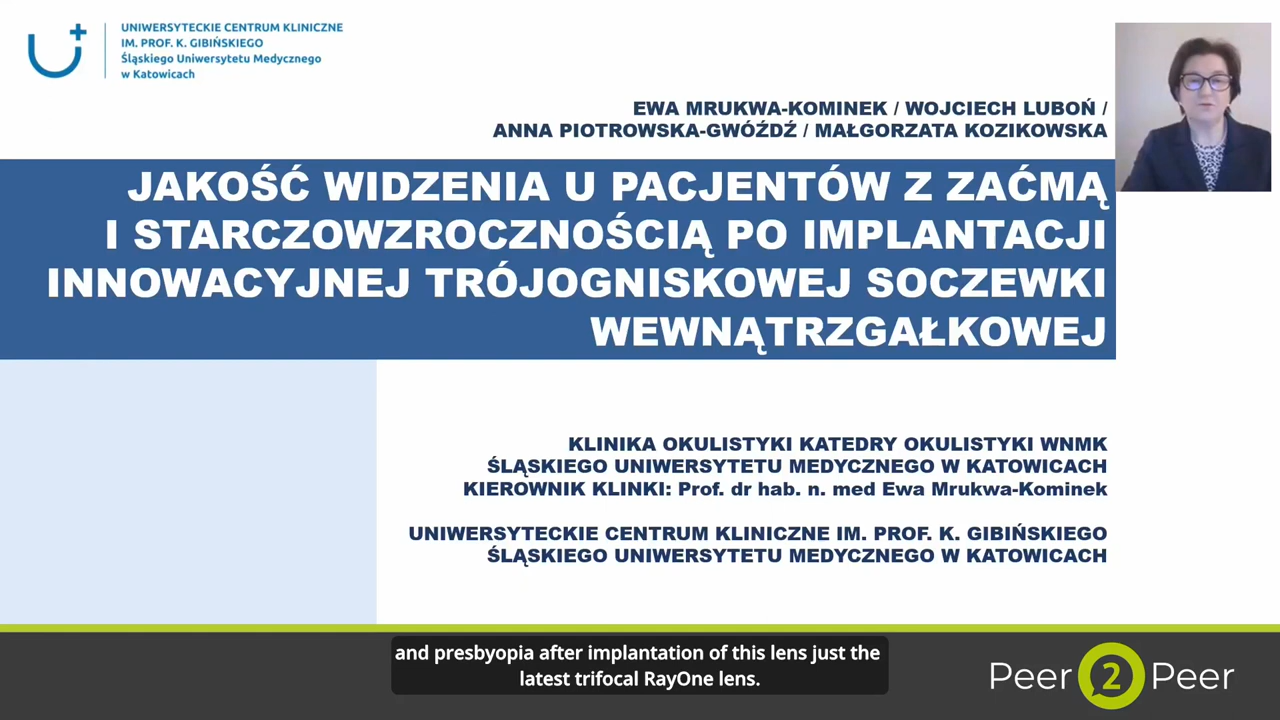 UNIWERSYTECKIE CENTRUM KLINICZNE
IM. PROF. K. GIBIŃSKIEGO
Śląskiego Uniwersytetu Medycznego
w Katowicach
EWA MRUKWA-KOMINEK / WOJCIECH LUBOŃ /
ANNA PIOTROWSKA-GWÓŹDŹ / MAŁGORZATA KOZIKOWSKA
JAKOŚĆ WIDZENIA U PACJENTÓW Z ZAĆMĄ
I STARCZOWZROCZNOŚCIĄ PO IMPLANTACJI
INNOWACYJNEJ TRÓJOGNISKOWEJ SOCZEWKI
WEWNĄTRZGAŁKOWEJ
KLINIKA OKULISTYKI KATEDRY OKULISTYKI WNMK
ŚLĄSKIEGO UNIWERSYTETU MEDYCZNEGO W KATOWICACH
KIEROWNIK KLINKI: Prof. dr hab. n. med Ewa Mrukwa-Kominek
UNIWERSYTECKIE CENTRUM KLINICZNE IM. PROF. K. GIBIŃSKIEGO
ŚLĄSKIEGO UNIWERSYTETU MEDYCZNEGO W KATOWICACH
and presbyopia after implantation of this lens just the
latest trifocal RayOne lens.
Peer 2 Peer